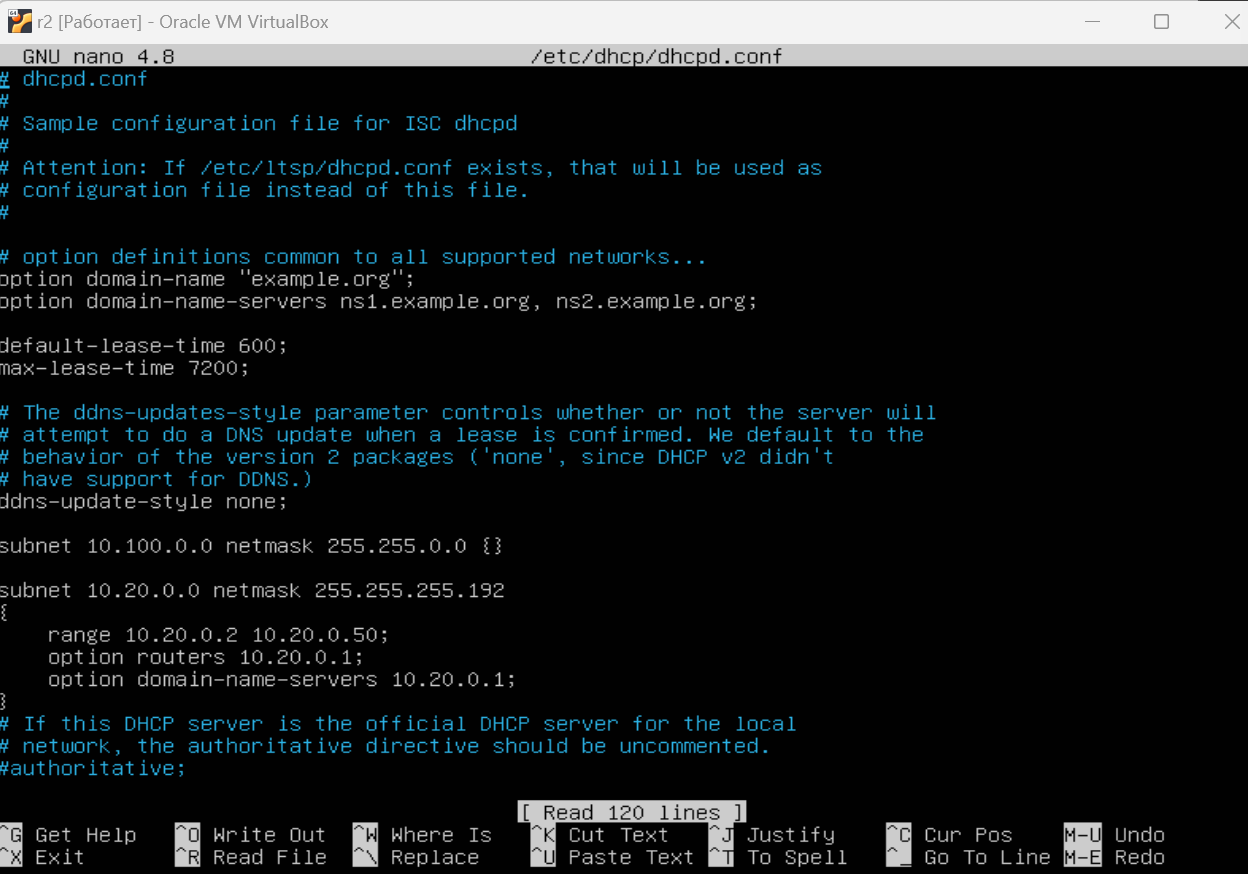 r2 [Работает] - Oracle VM VirtualBox
GNU nano 4.8 /etc/dhcp/dhcpd.conf
# dhcpd.conf
#
# Sample configuration file for ISC dhcpd
#
# Attention: If /etc/ltsp/dhcpd.conf exists, that will be used as
# configuration file instead of this file.
#
# option definitions common to all supported networks...
option domain-name "example.org";
option domain-name-servers ns1.example.org, ns2.example.org;
default-lease-time 600;
max-lease-time 7200;
# The ddns-updates-style parameter controls whether or not the server will
# attempt to do a DNS update when a lease is confirmed. We default to the
# behavior of the version 2 packages ('none', since DHCP v2 didn't
# have support for DDNS.)
ddns-update-style none;
subnet 10.100.0.0 netmask 255.255.0.0 {}
subnet 10.20.0.0 netmask 255.255.255.192
{
range 10.20.0.2 10.20.0.50;
option routers 10.20.0.1;
option domain-name-servers 10.20.0.1;
}
# If this DHCP server is the official DHCP server for the local
# network, the authoritative directive should be uncommented.
#authoritative;
[ Read 120 lines ]
^G Get Help ^O Write Out ^W Where Is ^K Cut Text ^J Justify ^C Cur Pos M-U Undo
^X Exit ^R Read File ^\ Replace ^U Paste Text ^T To Spell ^_ Go To Line M-E Redo